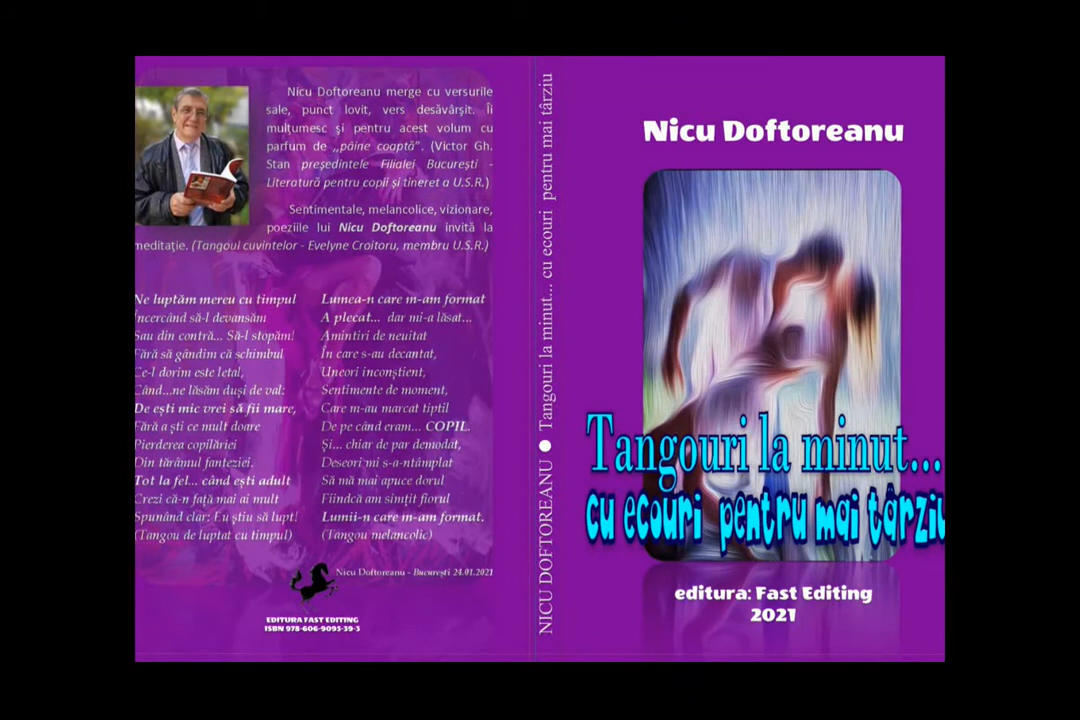 Nicu Doftoreanu merge cu versurile
sale, punct lovit, vers desăvârșit. Îi
mulțumesc și pentru acest volum cu
parfum de „pâine coaptă”. (Victor Gh.
Stan președintele Filialei București -
Literatură pentru copii și tineret a U.S.R.)
Sentimentale, melancolice, vizionare,
poeziile lui Nicu Doftoreanu invită la
meditație. (Tangoul cuvintelor - Evelyne Croitoru, membru U.S.R.)
Ne luptăm mereu cu timpul
Încercând să-l devansăm
Sau din contră... Să-l stopăm!
Fără să gândim că schimbul
Ce-l dorim este letal,
Când...ne lăsăm duși de val:
De ești mic vrei să fii mare,
Fără a ști ce mult doare
Pierderea copilăriei
Din tărâmul fanteziei.
Tot la fel... când ești adult
Crezi că-n față mai ai mult
Spunând clar: Eu știu să lupt!
(Tangou de luptat cu timpul)
Lumea-n care m-am format
A plecat... dar mi-a lăsat...
Amintiri de neuitat
În care s-au decantat,
Uneori inconștient,
Sentimente de moment,
Care m-au marcat tiptil
De pe când eram... COPIL.
Și... chiar de par demodat,
Deseori mi s-a-ntâmplat
Să mă mai apuce dorul
Fiindcă am simțit fiorul
Lumii-n care m-am format.
(Tangou melancolic)
Nicu Doftoreanu - București 24.01.2021
EDITURA FAST EDITING
ISBN 978-606-9095-39-3
NICU DOFTOREANU ● Tangouri la minut... cu ecouri pentru mai târziu
Nicu Doftoreanu
Tangouri la minut...
cu ecouri pentru mai târziu
editura: Fast Editing
2021